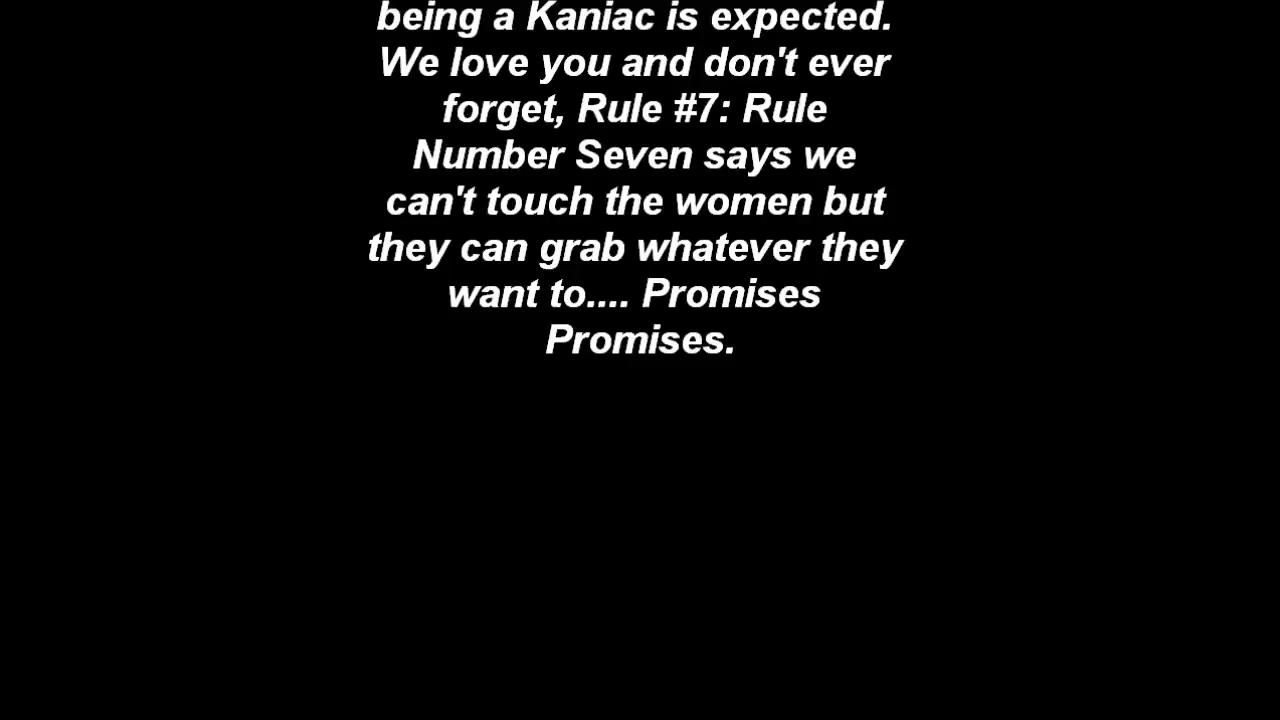 being a Kaniac is expected.
We love you and don't ever
forget, Rule #7: Rule
Number Seven says we
can't touch the women but
they can grab whatever they
want to.... Promises
Promises.